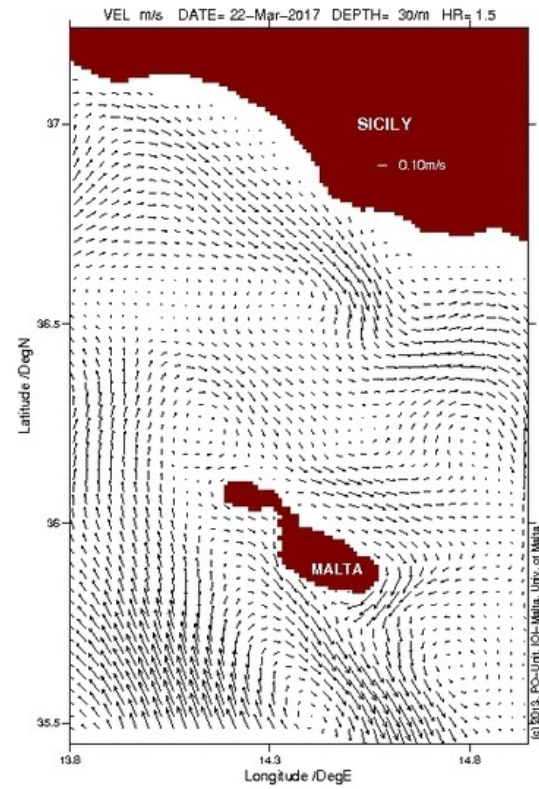 VEL m/s DATE= 22-Mar-2017 DEPTH= 30/m HR= 1.5
SICILY
0.10m/s
MALTA
37
36.5
36
35.5
Latitude /DegN
13.8 14.3 14.8
Longitude /DegE
(c) 2013, PO-Unit, IOI-Malta, Univ. of Malta